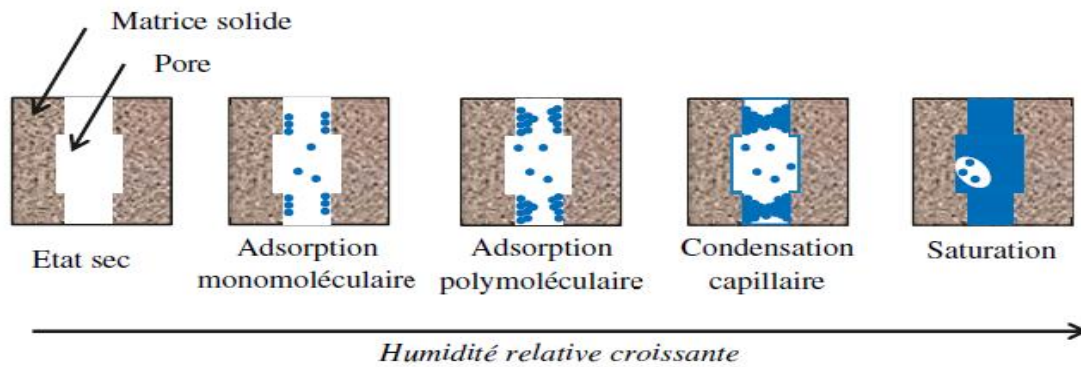 Matrice solide
Pore
Etat sec
Adsorption
monomoléculaire
Adsorption
polymoléculaire
Condensation
capillaire
Saturation
Humidité relative croissante